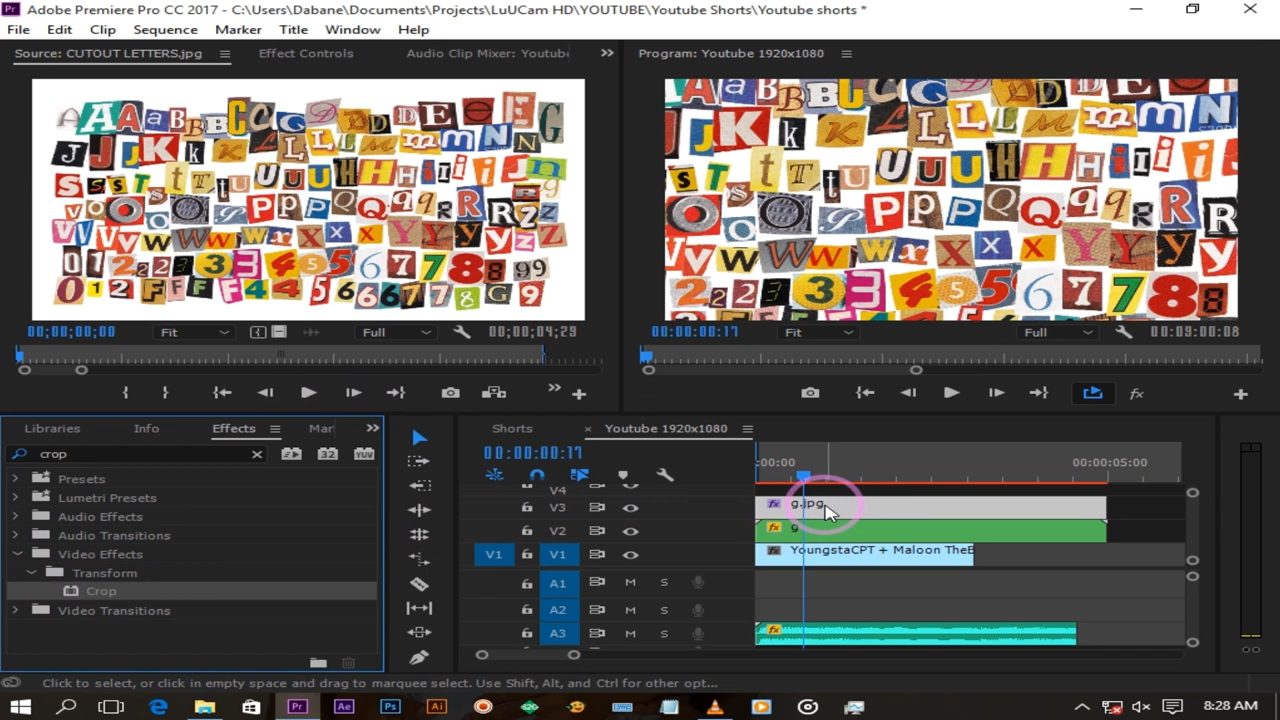 Adobe Premiere Pro CC 2017 - C:\Users\Dabane\Documents\Projects\LuUCam HD\YOUTUBE\Youtube Shorts\Youtube shorts *
File Edit Clip Sequence Marker Title Window Help
Source: CUTOUT LETTERS.jpg Effect Controls Audio Clip Mixer: Youtub
Program: Youtube 1920x1080
00;00;00;00 Fit Full 00;00;04;29
00:00:00:17 Fit Full 00:09:00:08
Libraries Info Effects Mar
Shorts Youtube 1920x1080
crop
00:00:00:17
:00:00 00:00:05:00
Presets
Lumetri Presets
Audio Effects
Audio Transitions
Video Effects
Transform
Crop
Video Transitions
V4
V3 g.jpg
V2 g
V1 V1 YoungstaCPT + Maloon TheB
A1 M S
A2 M S
A3 M S
Click to select, or click in empty space and drag to marquee select. Use Shift, Alt, and Ctrl for other opt...
8:28 AM